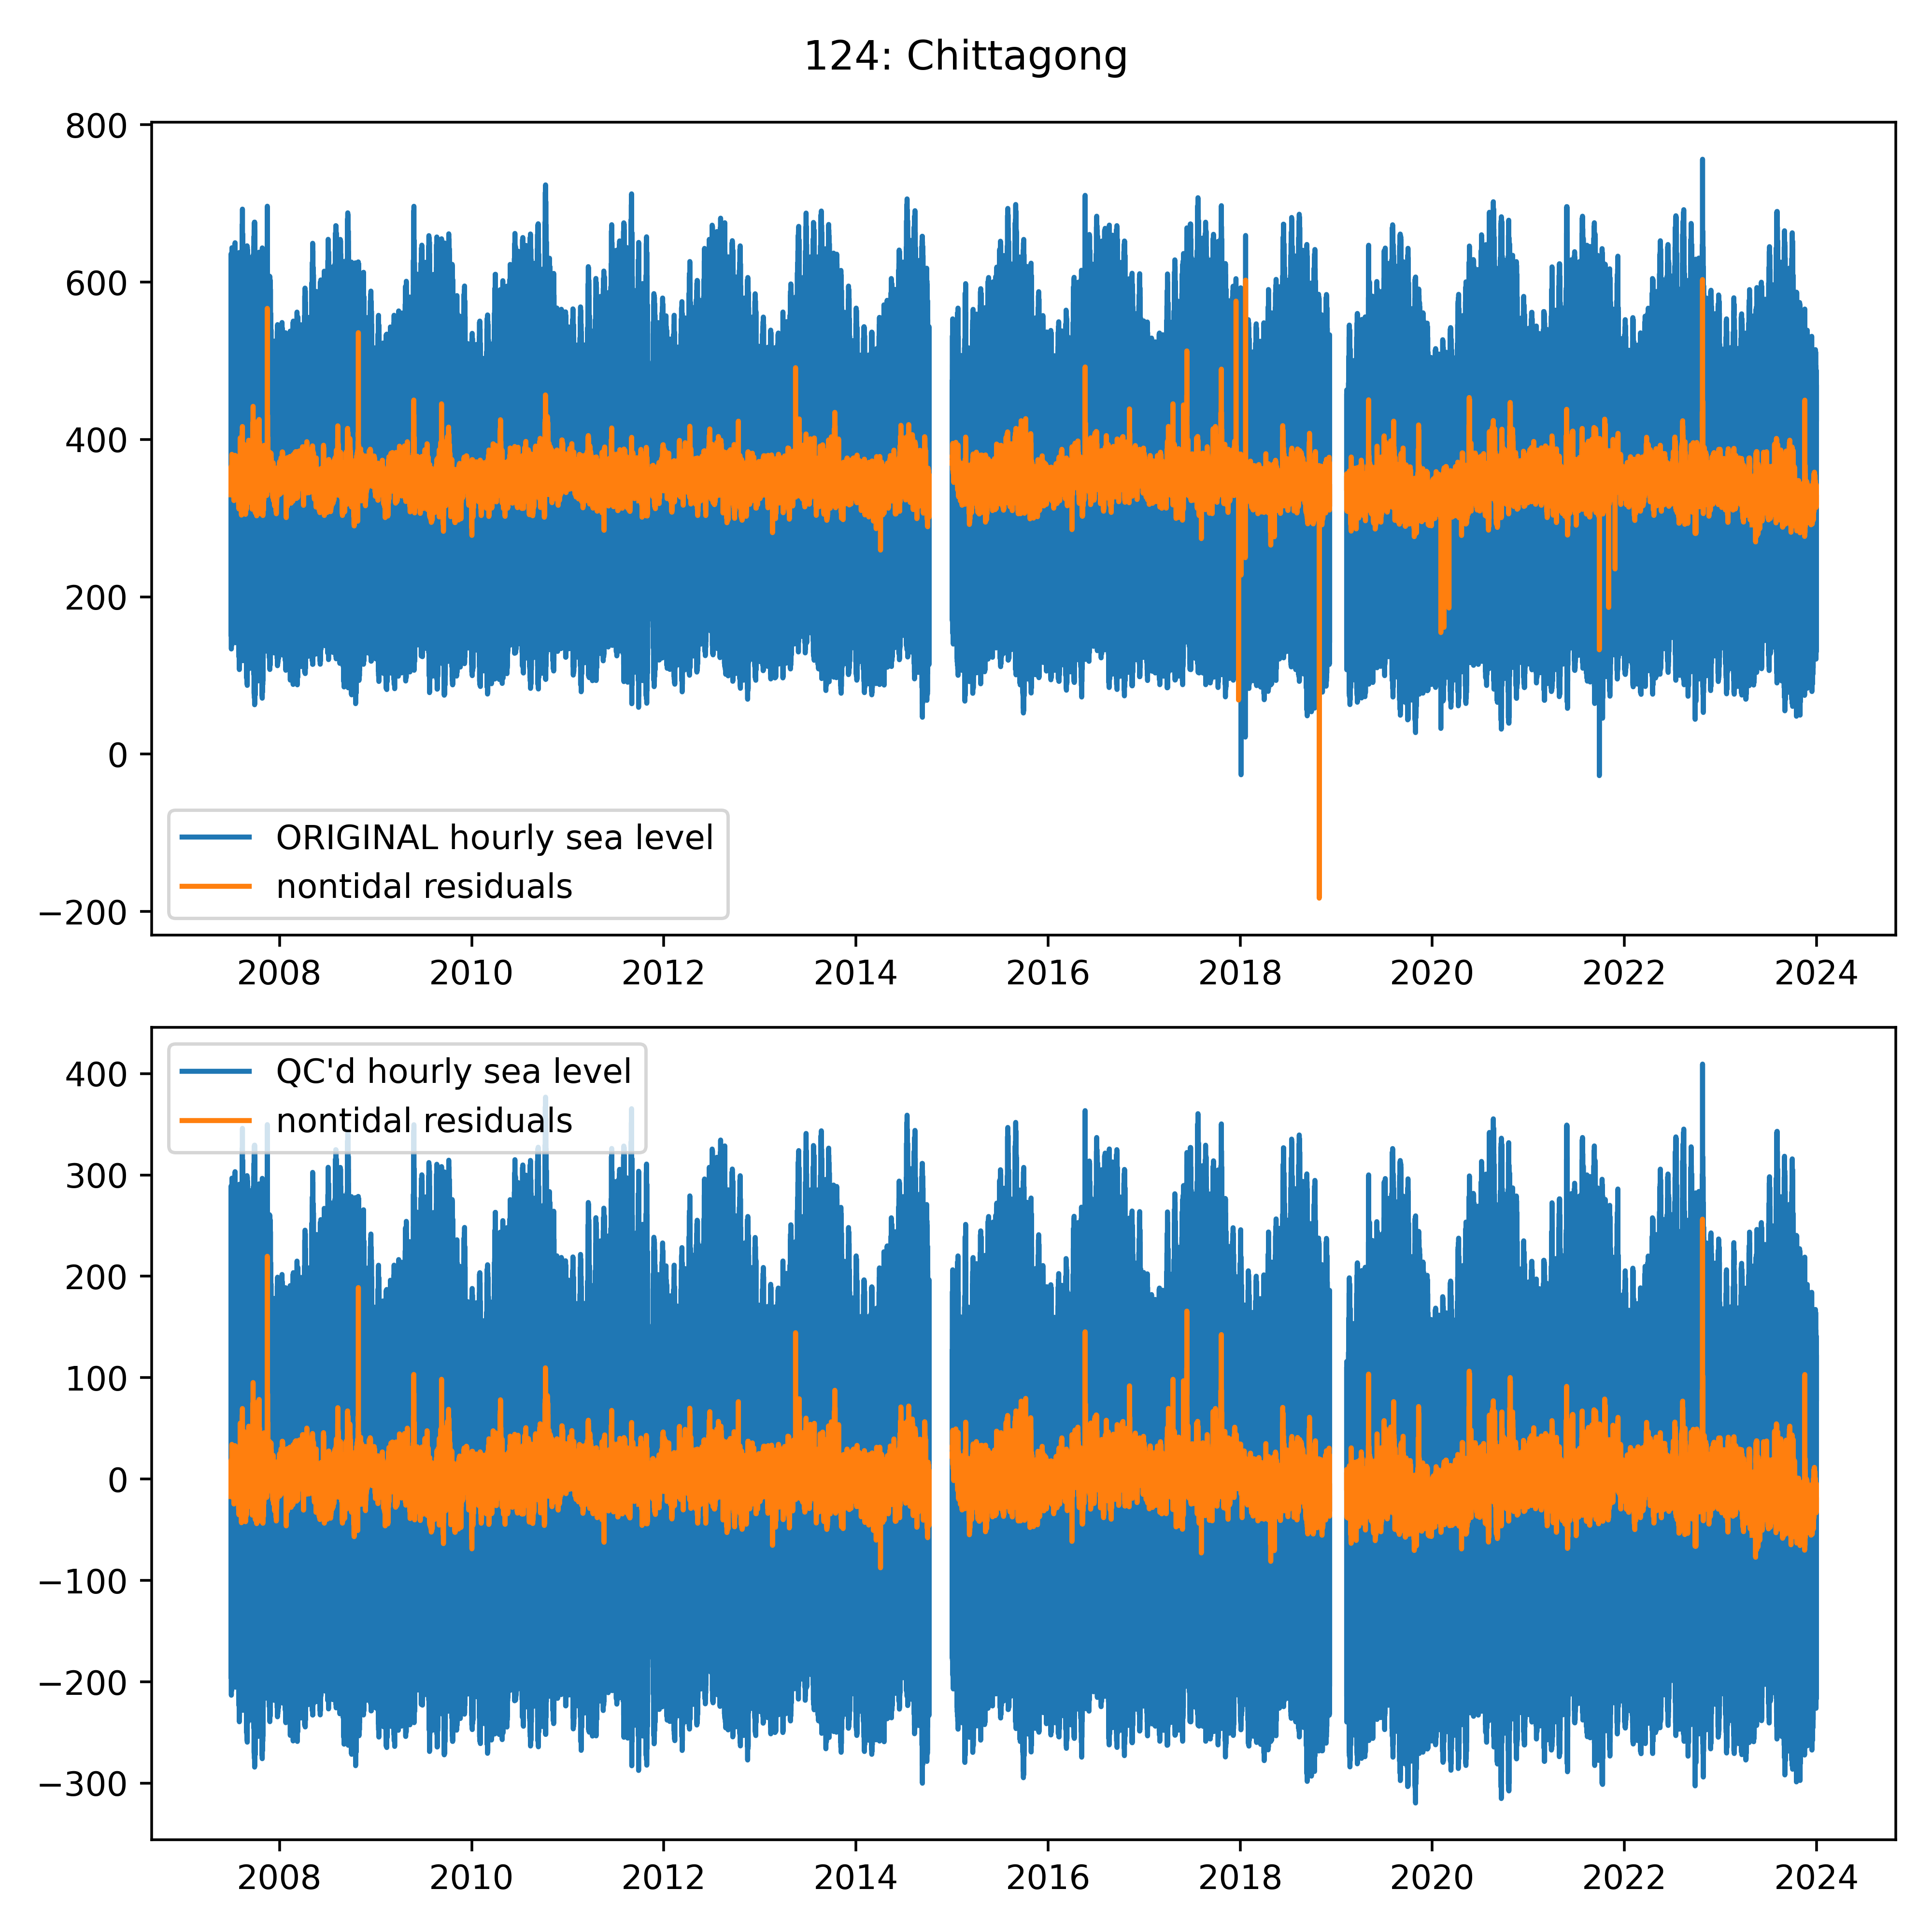 124: Chittagong
800
600
400
200
0
−200
ORIGINAL hourly sea level
nontidal residuals
2008 2010 2012 2014 2016 2018 2020 2022 2024
QC'd hourly sea level
nontidal residuals
400
300
200
100
0
−100
−200
−300
2008 2010 2012 2014 2016 2018 2020 2022 2024